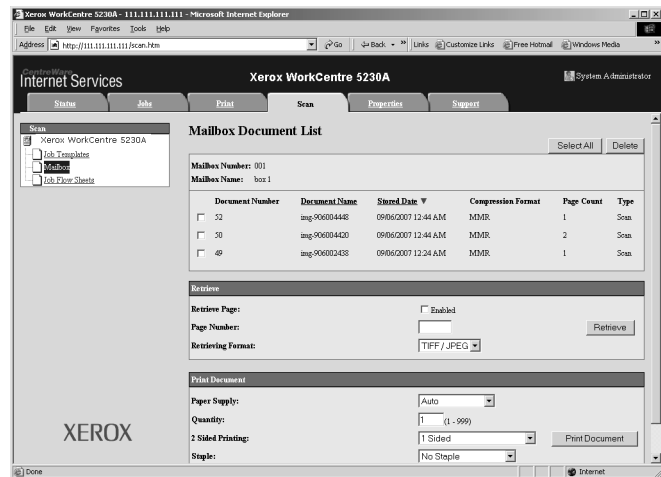 Xerox WorkCentre 5230A - 111.111.111.111 - Microsoft Internet Explorer
File Edit View Favorites Tools Help
Address http://111.111.111.111/scan.htm Go Back » Links Customize Links Free Hotmail Windows Media »
CentreWare
Internet Services
Xerox WorkCentre 5230A
System Administrator
Status Jobs Print Scan Properties Support
Scan
Xerox WorkCentre 5230A
Job Templates
Mailbox
Job Flow Sheets
Mailbox Document List
Select All Delete
Mailbox Number: 001
Mailbox Name: box 1
Document Number Document Name Stored Date ▼ Compression Format Page Count Type
52 img-906004448 09/06/2007 12:44 AM MMR 1 Scan
50 img-906004420 09/06/2007 12:44 AM MMR 2 Scan
49 img-906002438 09/06/2007 12:24 AM MMR 1 Scan
Retrieve
Retrieve Page: Enabled
Page Number:
Retrieve
Retrieving Format: TIFF / JPEG
Print Document
Paper Supply: Auto
Quantity: 1 (1 - 999)
2 Sided Printing: 1 Sided Print Document
Staple: No Staple
XEROX
Done Internet